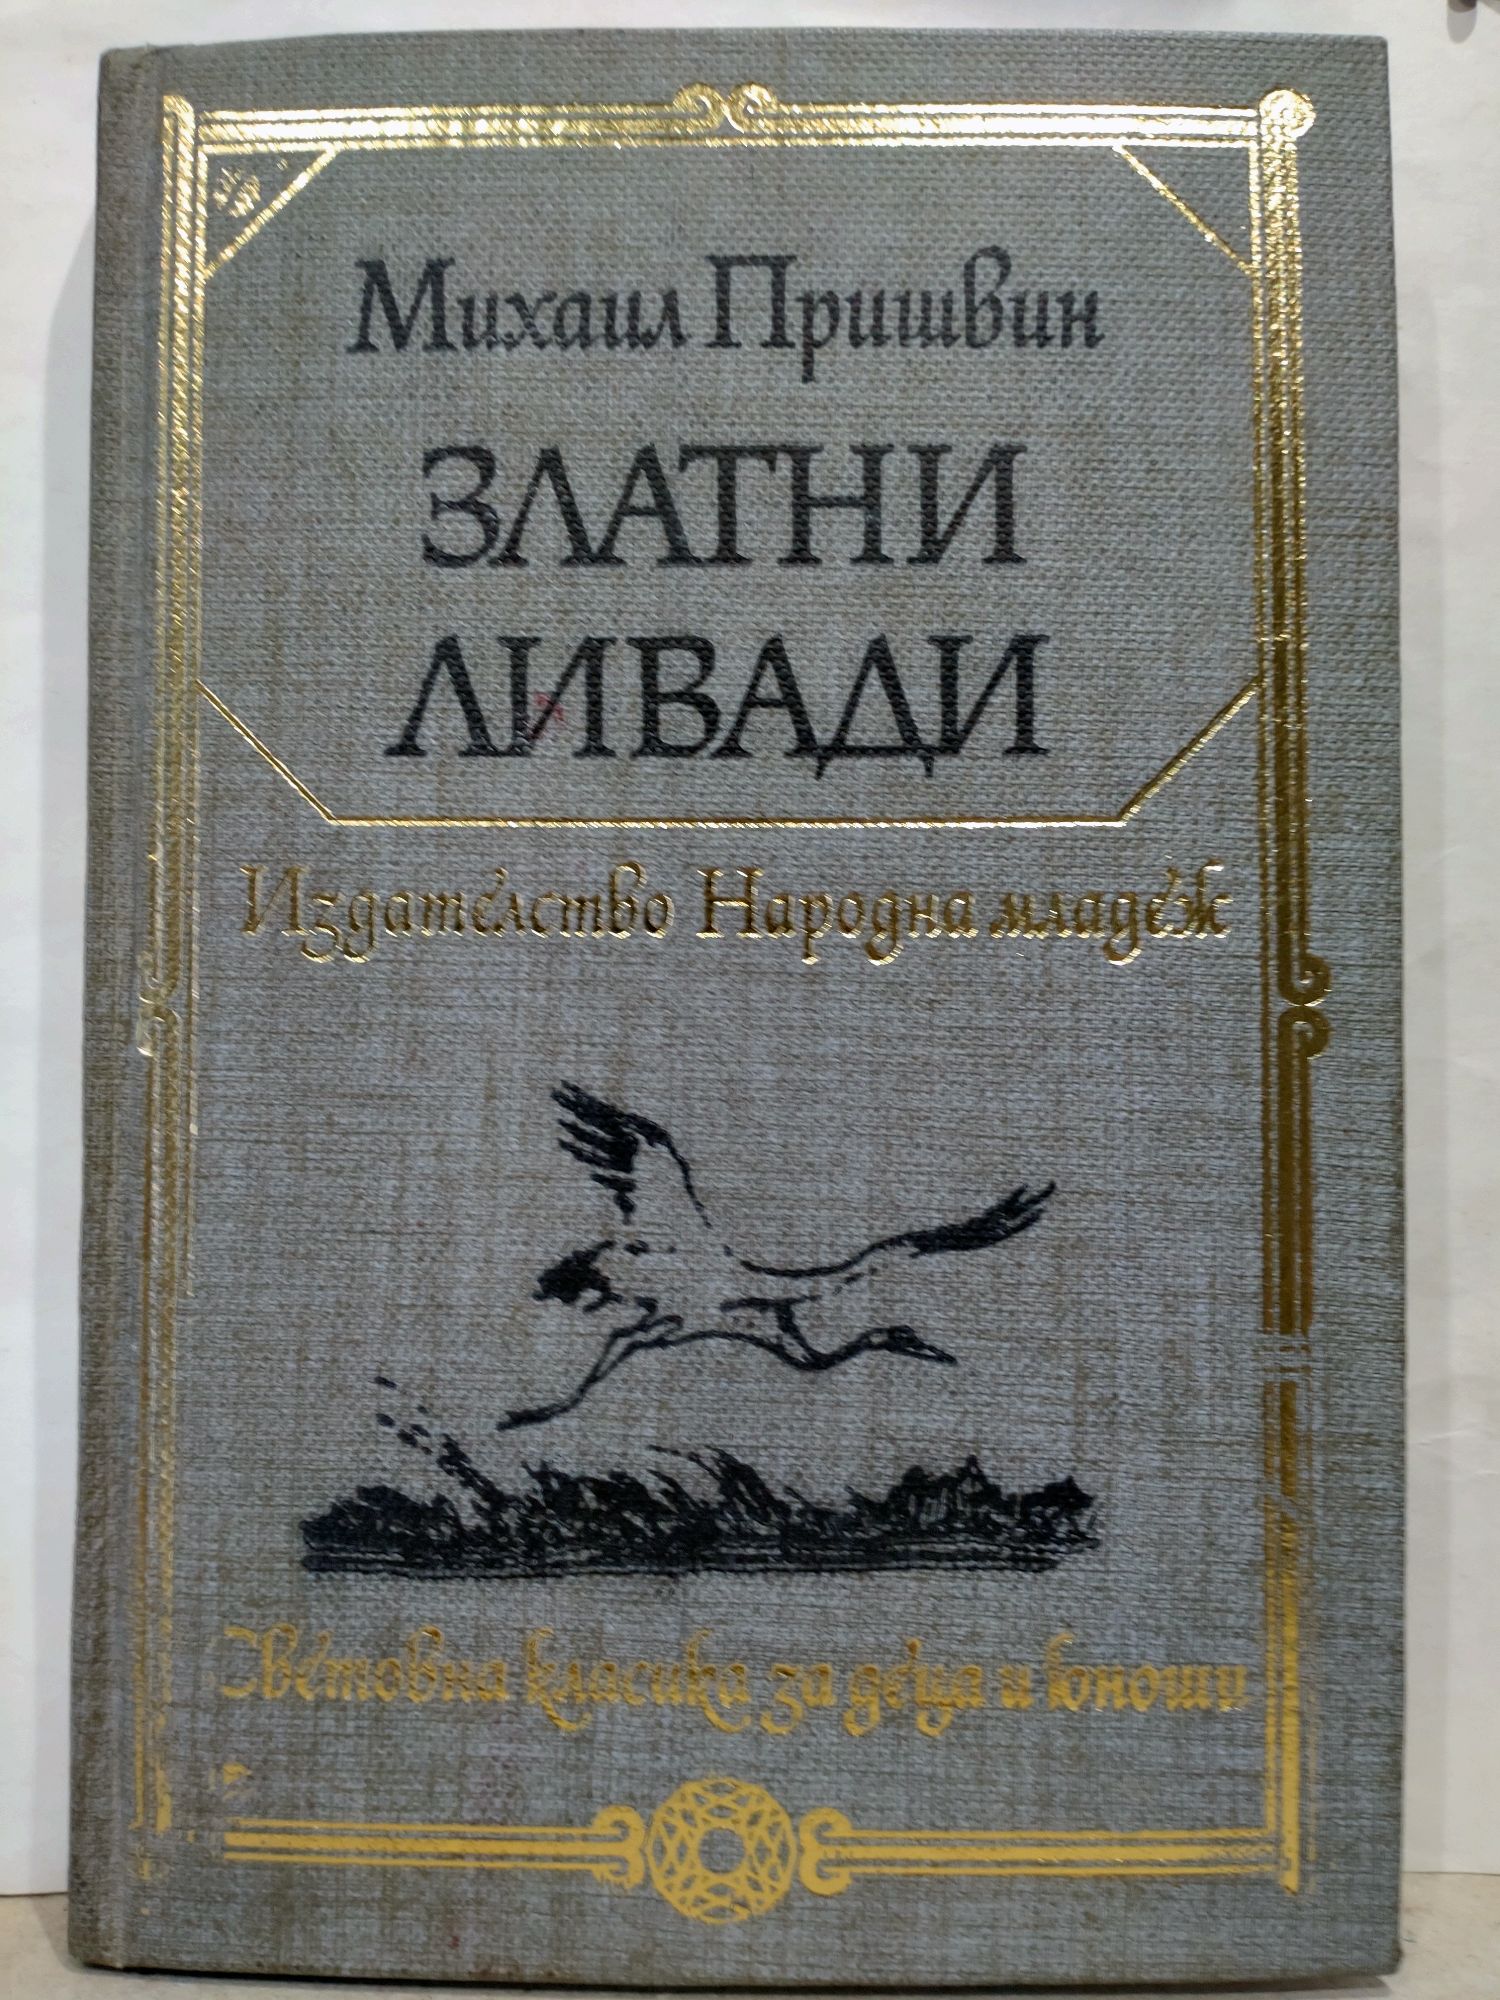 Михаил Пришвин
ЗЛАТНИ
ЛИВАДИ
Издателство Народна младеж
Световна класика за деца и юноши